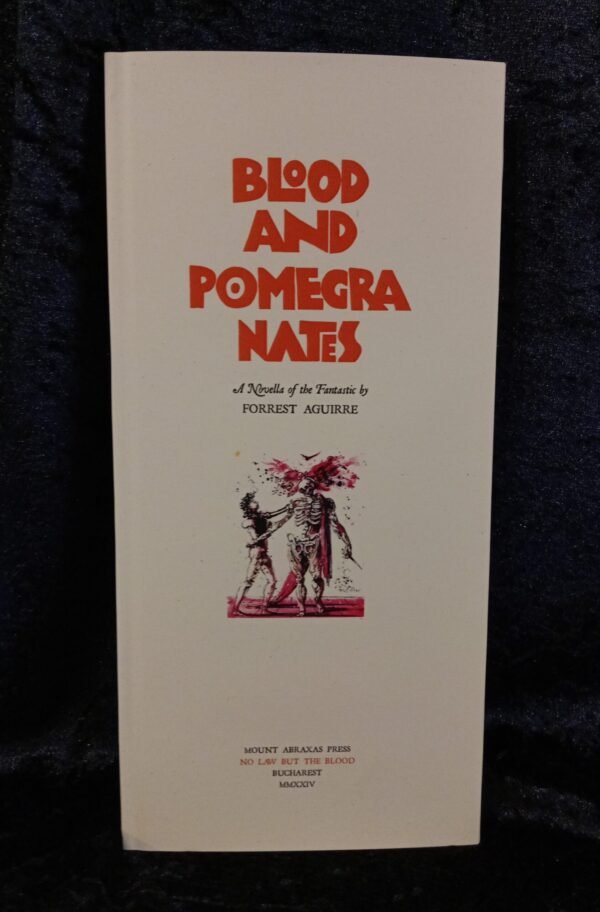 BLOOD
AND
POMEGRA
NATES
A Novella of the Fantastic by
FORREST AGUIRRE
MOUNT ABRAXAS PRESS
NO LAW BUT THE BLOOD
BUCHAREST
MMXXIV